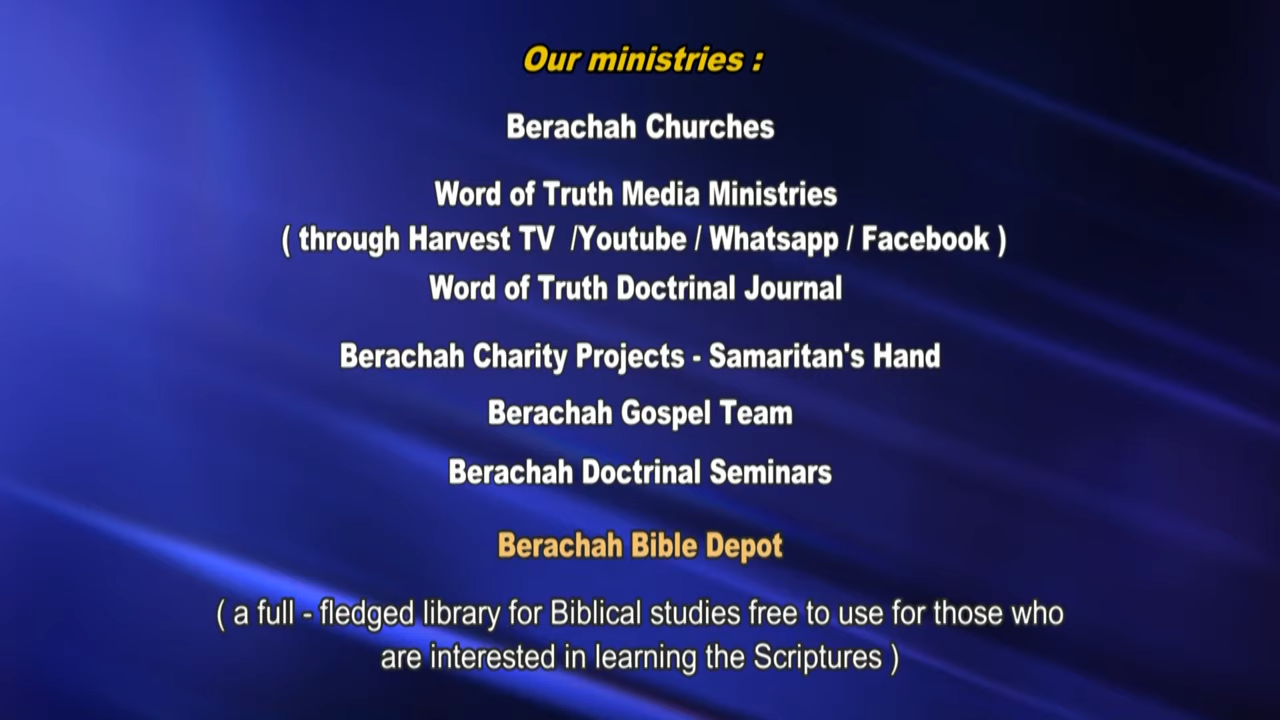 Our ministries :
Berachah Churches
Word of Truth Media Ministries
( through Harvest TV  /Youtube / Whatsapp / Facebook )
Word of Truth Doctrinal Journal
Berachah Charity Projects - Samaritan's Hand
Berachah Gospel Team
Berachah Doctrinal Seminars
Berachah Bible Depot
( a full - fledged library for Biblical studies free to use for those who
are interested in learning the Scriptures )